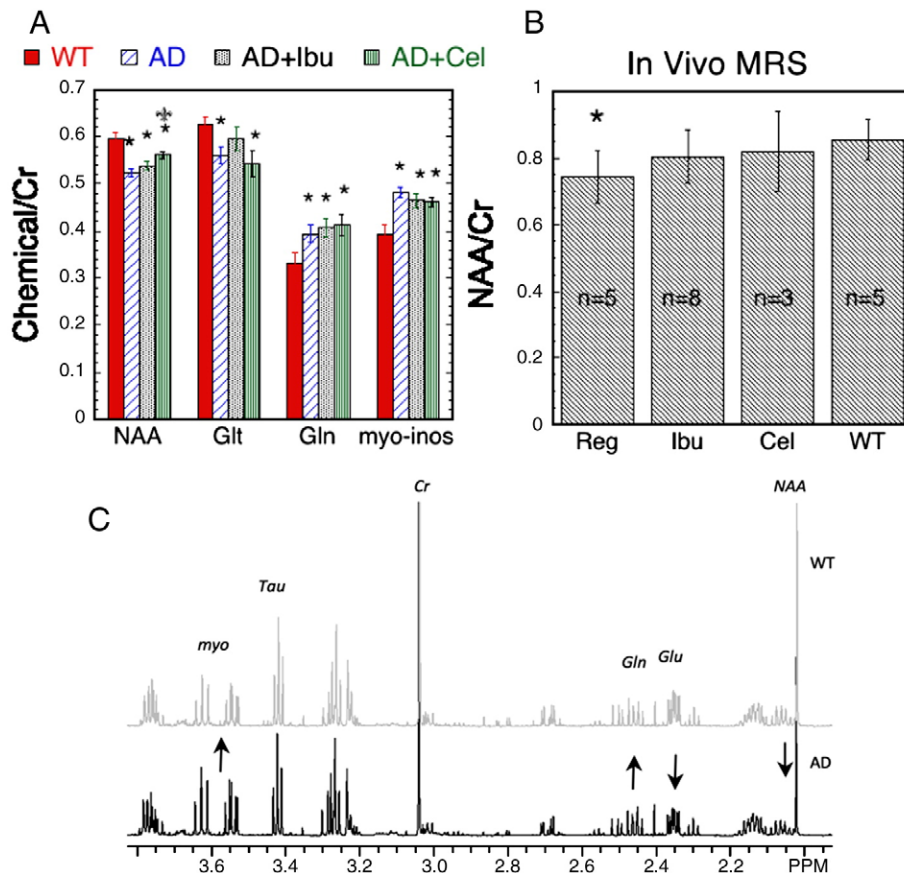 A
WT AD AD+Ibu AD+Cel
Chemical/Cr
0.7
0.6
0.5
0.4
0.3
0.2
0.1
0
* * * * * * * * * * *
NAA Glt Gln myo-inos
B
In Vivo MRS
NAA/Cr
1
0.8
0.6
0.4
0.2
0
*
n=5 n=8 n=3 n=5
Reg Ibu Cel WT
C
Cr
NAA
WT
Tau
myo
Gln
Glu
AD
3.6 3.4 3.2 3.0 2.8 2.6 2.4 2.2 PPM